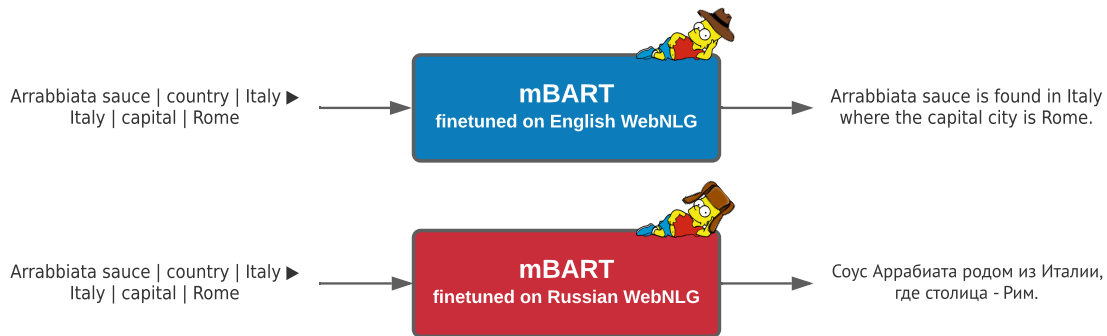 Arrabbiata sauce | country | Italy ▶
Italy | capital | Rome
mBART
finetuned on English WebNLG
Arrabbiata sauce is found in Italy
where the capital city is Rome.
Arrabbiata sauce | country | Italy ▶
Italy | capital | Rome
mBART
finetuned on Russian WebNLG
Соус Аррабиата родом из Италии,
где столица - Рим.